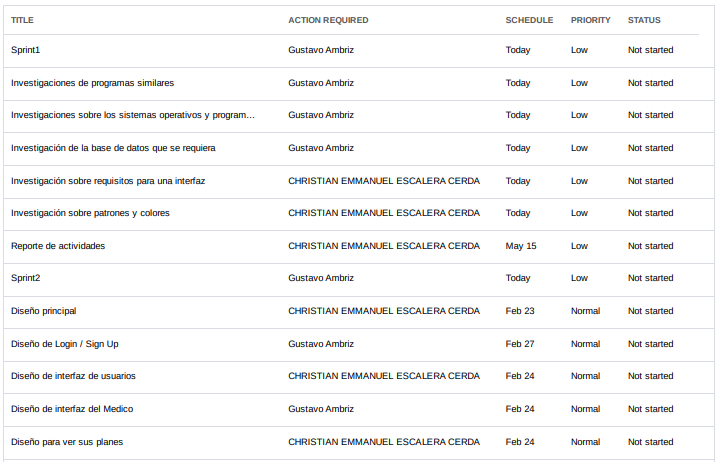 TITLE ACTION REQUIRED SCHEDULE PRIORITY STATUS
Sprint1 Gustavo Ambriz Today Low Not started
Investigaciones de programas similares Gustavo Ambriz Today Low Not started
Investigaciones sobre los sistemas operativos y program... Gustavo Ambriz Today Low Not started
Investigación de la base de datos que se requiera Gustavo Ambriz Today Low Not started
Investigación sobre requisitos para una interfaz CHRISTIAN EMMANUEL ESCALERA CERDA Today Low Not started
Investigación sobre patrones y colores CHRISTIAN EMMANUEL ESCALERA CERDA Today Low Not started
Reporte de actividades CHRISTIAN EMMANUEL ESCALERA CERDA May 15 Low Not started
Sprint2 Gustavo Ambriz Today Low Not started
Diseño principal CHRISTIAN EMMANUEL ESCALERA CERDA Feb 23 Normal Not started
Diseño de Login / Sign Up Gustavo Ambriz Feb 27 Normal Not started
Diseño de interfaz de usuarios CHRISTIAN EMMANUEL ESCALERA CERDA Feb 24 Normal Not started
Diseño de interfaz del Medico Gustavo Ambriz Feb 24 Normal Not started
Diseño para ver sus planes CHRISTIAN EMMANUEL ESCALERA CERDA Feb 24 Normal Not started